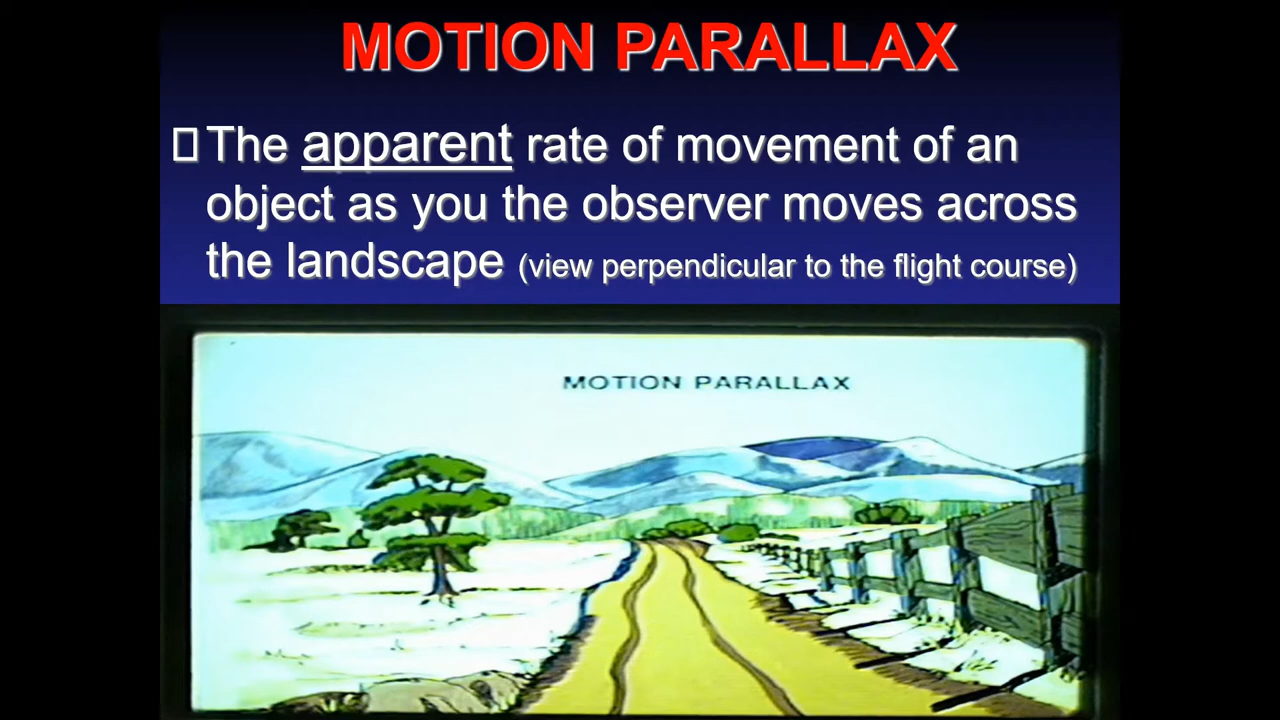 MOTION PARALLAX
The apparent rate of movement of an
object as you the observer moves across
the landscape (view perpendicular to the flight course)
MOTION PARALLAX